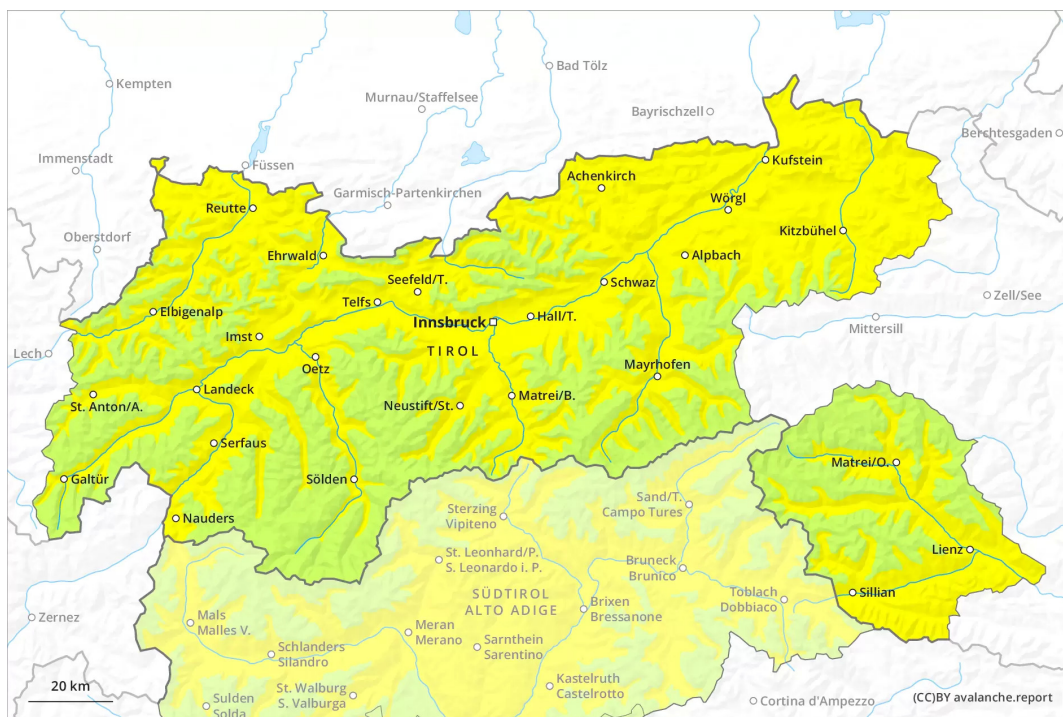 Kempten
Bad Tölz
Murnau/Staffelsee
Bayrischzell
Berchtesgaden
Immenstadt
Füssen
Kufstein
Achenkirch
Garmisch-Partenkirchen
Reutte
Wörgl
Kitzbühel
Oberstdorf
Ehrwald
Alpbach
Seefeld/T.
Schwaz
Zell/See
Telfs
Elbigenalp
Hall/T.
Innsbruck
Mittersill
Imst
Lech
TIROL
Oetz
Mayrhofen
Landeck
St. Anton/A.
Matrei/B.
Neustift/St.
Serfaus
Matrei/O.
Galtür
Sölden
Sand/T.
Campo Tures
Nauders
Sterzing
Vipiteno
St. Leonhard/P.
S. Leonardo i. P.
Lienz
Bruneck
Brunico
SÜDTIROL
ALTO ADIGE
Sillian
Toblach
Dobbiaco
Brixen
Bressanone
Zernez
Mals
Malles V.
Meran
Merano
Schlanders
Silandro
Sarnthein
Sarentino
20 km
St. Walburg
S. Valburga
Kastelruth
Castelrotto
Sulden
Solda
Cortina d'Ampezzo
(CC)BY avalanche.report